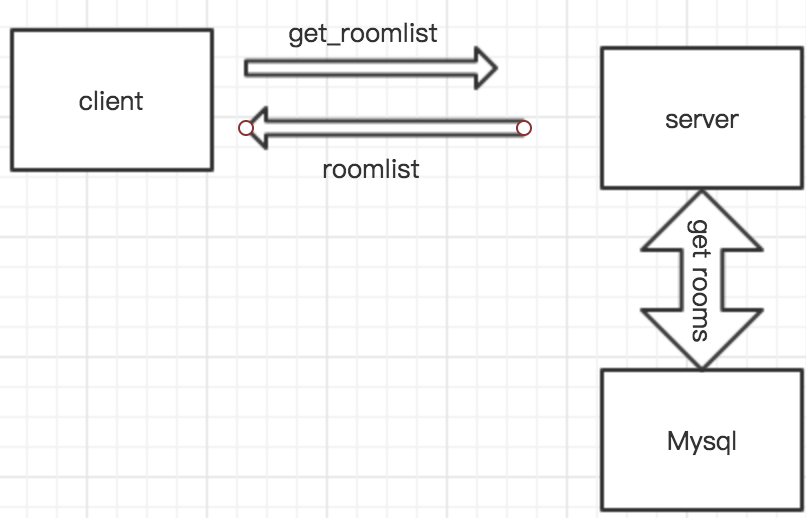 get_roomlist
client
server
roomlist
get rooms
Mysql